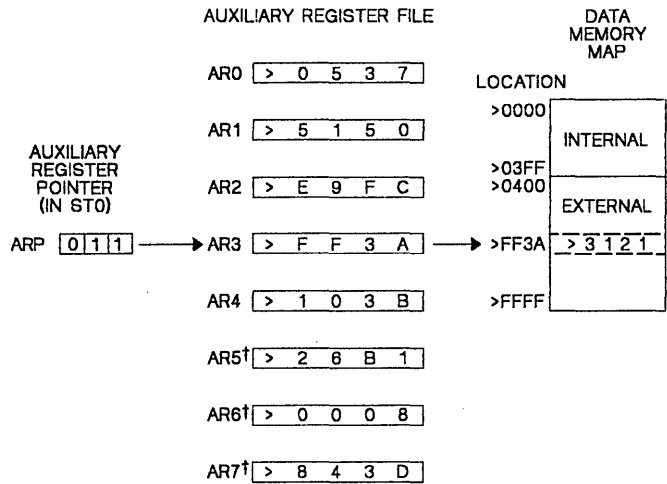 AUXILIARY REGISTER FILE
DATA
MEMORY
MAP
LOCATION
AR0 > 0 5 3 7
>0000
INTERNAL
AR1 > 5 1 5 0
>03FF
AUXILIARY
REGISTER
POINTER
(IN ST0)
AR2 > E 9 F C
>0400
EXTERNAL
ARP 0 1 1
AR3 > F F 3 A
>FF3A
> 3 1 2 1
AR4 > 1 0 3 B
>FFFF
AR5† > 2 6 B 1
AR6† > 0 0 0 8
AR7† > 8 4 3 D